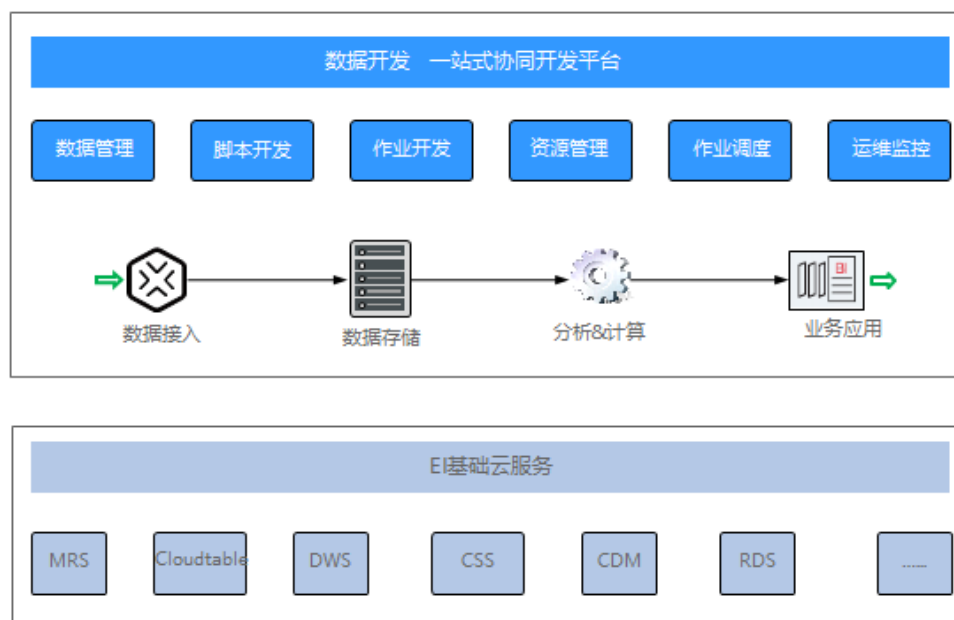 数据开发 一站式协同开发平台
数据管理
脚本开发
作业开发
资源管理
作业调度
运维监控
BI
数据接入
数据存储
分析&计算
业务应用
EI基础云服务
MRS
Cloudtable
DWS
CSS
CDM
RDS
......